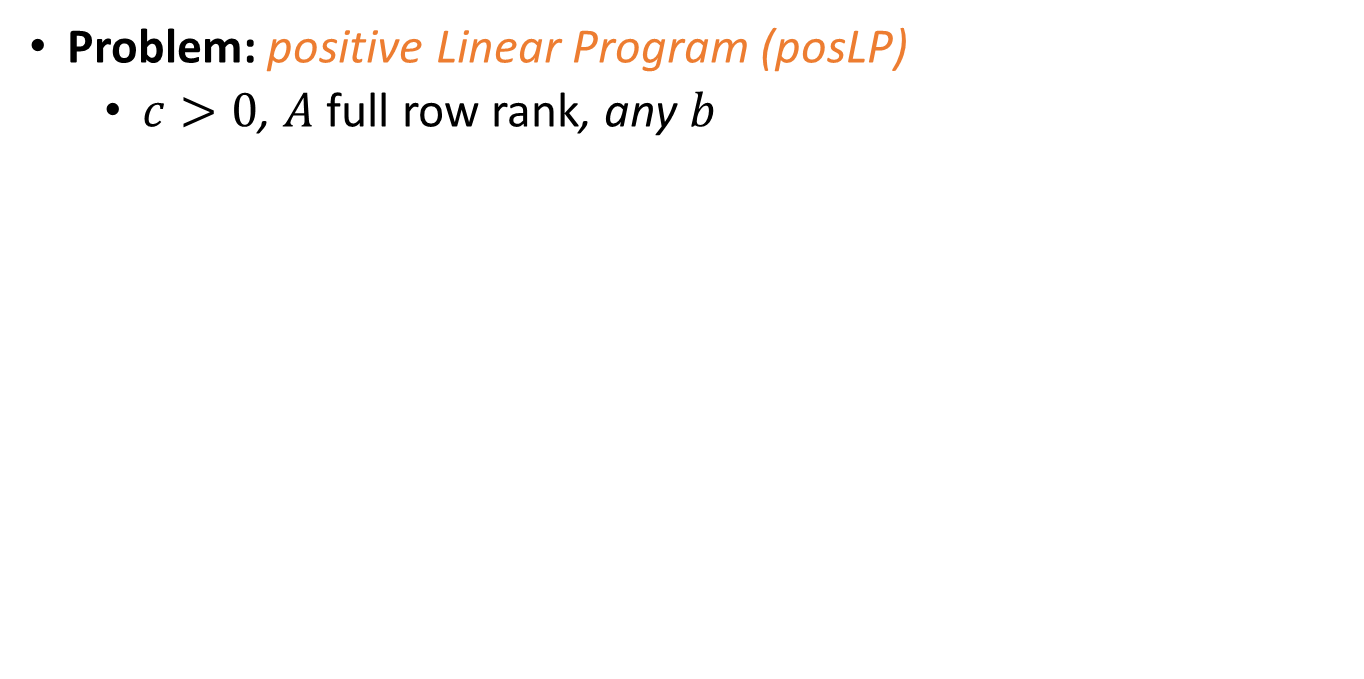 • Problem: positive Linear Program (posLP)
• c > 0, A full row rank, any b